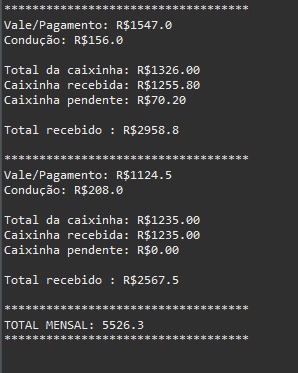 **********************************
Vale/Pagamento: R$1547.0
Condução: R$156.0
Total da caixinha: R$1326.00
Caixinha recebida: R$1255.80
Caixinha pendente: R$70.20
Total recebido : R$2958.8
**********************************
Vale/Pagamento: R$1124.5
Condução: R$208.0
Total da caixinha: R$1235.00
Caixinha recebida: R$1235.00
Caixinha pendente: R$0.00
Total recebido : R$2567.5
**********************************
TOTAL MENSAL: 5526.3
**********************************